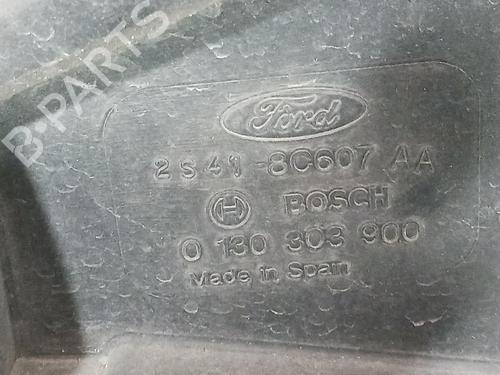 B-PARTS
Ford
2S41-8C607 AA
BOSCH
0 130 303 900
Made in Spain